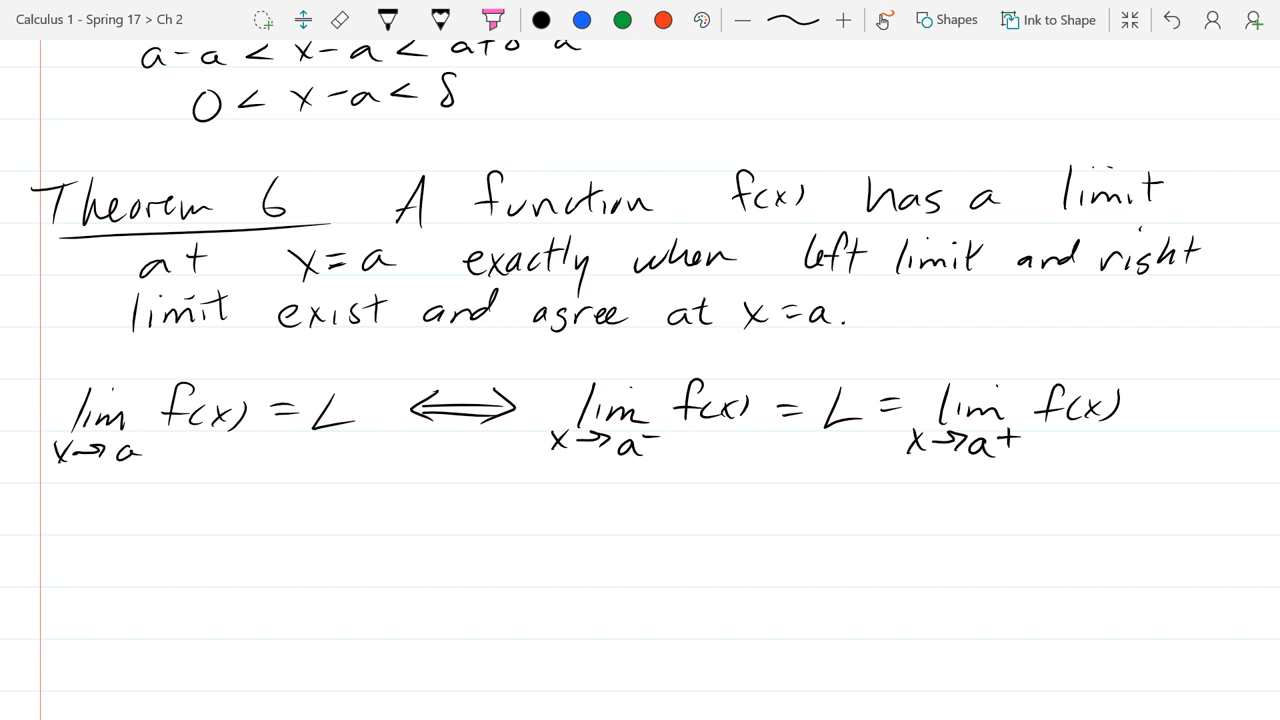 Calculus 1 - Spring 17 > Ch 2
Shapes
Ink to Shape
a - a < x - a < a + δ - a
0 < x - a < δ
Theorem 6 A function f(x) has a limit
at x = a exactly when left limit and right
limit exist and agree at x = a.
lim f(x) = L ⟺ lim f(x) = L = lim f(x)
x → a x → a⁻ x → a⁺